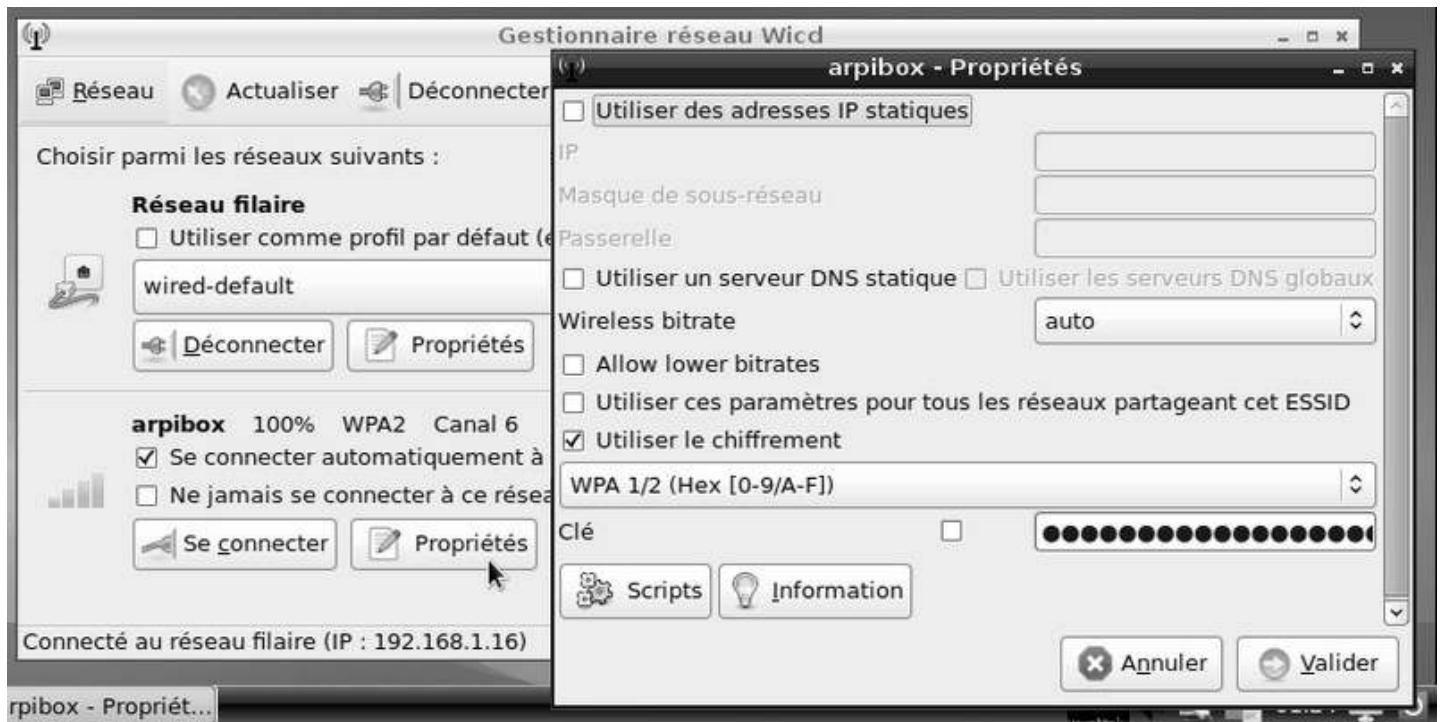 Gestionnaire réseau Wicd
Réseau Actualiser Déconnecter
Choisir parmi les réseaux suivants :
Réseau filaire
Utiliser comme profil par défaut (
wired-default
Déconnecter Propriétés
arpibox 100% WPA2 Canal 6
Se connecter automatiquement à
Ne jamais se connecter à ce
Se connecter Propriétés
Connecté au réseau filaire (IP : 192.168.1.16)
arpibox - Propriétés
Utiliser des adresses IP statiques
IP
Masque de sous-réseau
Passerelle
Utiliser un serveur DNS statique Utiliser les serveurs DNS globaux
Wireless bitrate auto
Allow lower bitrates
Utiliser ces paramètres pour tous les réseaux partageant cet ESSID
Utiliser le chiffrement
WPA 1/2 (Hex [0-9/A-F])
Clé
Scripts Information
Annuler Valider
rpibox - Propriét...